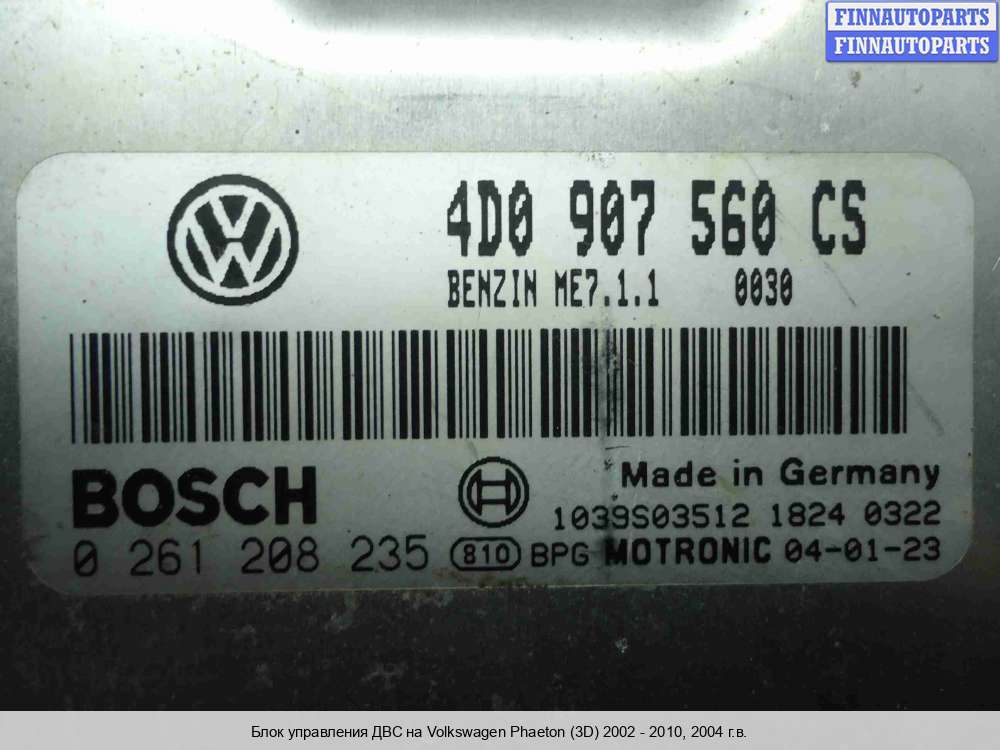 FINNAUTOPARTS
FINNAUTOPARTS
4D0 907 560 CS
BENZIN ME7.1.1 0030
BOSCH
Made in Germany
1039S03512 1824 0322
0 261 208 235 810 BPG MOTRONIC 04-01-23
Блок управления ДВС на Volkswagen Phaeton (3D) 2002 - 2010, 2004 г.в.